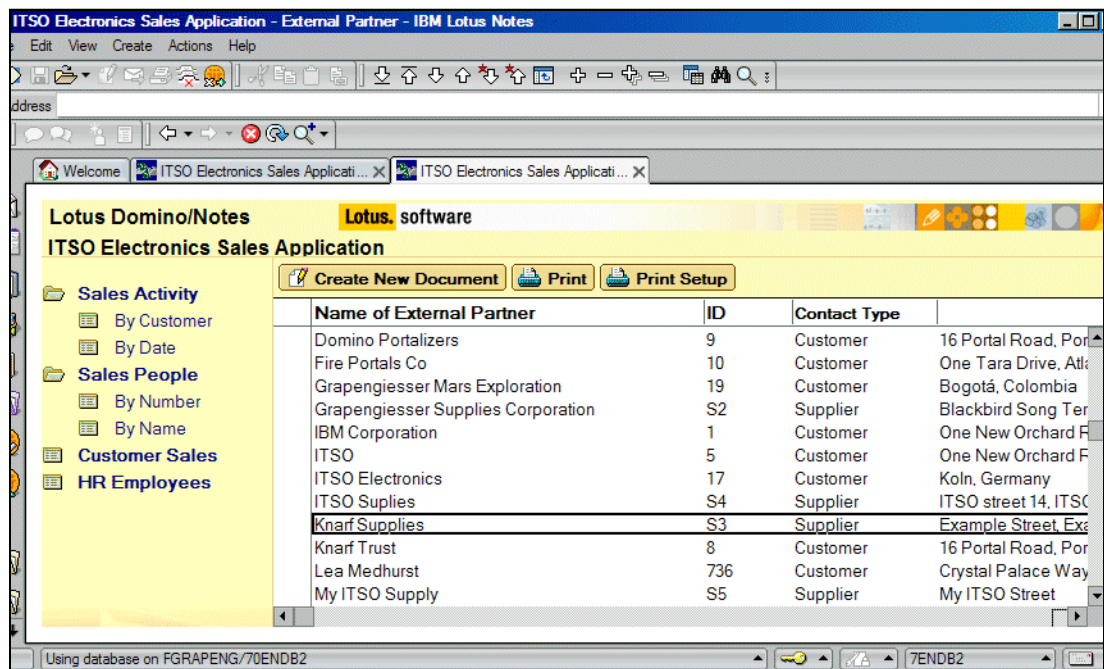 ITSO Electronics Sales Application - External Partner - IBM Lotus Notes
Edit View Create Actions Help
ddress
Welcome ITSO Electronics Sales Applicati... ITSO Electronics Sales Applicati...
Lotus Domino/Notes Lotus. software
ITSO Electronics Sales Application
Create New Document Print Print Setup
Sales Activity
By Customer
By Date
Sales People
By Number
By Name
Customer Sales
HR Employees
Name of External Partner ID Contact Type
Domino Portalizers 9 Customer 16 Portal Road, Por
Fire Portals Co 10 Customer One Tara Drive, Atla
Grapengiesser Mars Exploration 19 Customer Bogotá, Colombia
Grapengiesser Supplies Corporation S2 Supplier Blackbird Song Ter
IBM Corporation 1 Customer One New Orchard R
ITSO 5 Customer One New Orchard R
ITSO Electronics 17 Customer Koln, Germany
ITSO Suplies S4 Supplier ITSO street 14, ITSO
Knarf Supplies S3 Supplier Example Street, Exa
Knarf Trust 8 Customer 16 Portal Road, Por
Lea Medhurst 736 Customer Crystal Palace Way
My ITSO Supply S5 Supplier My ITSO Street
Using database on FGRAPENG/70ENDB2 7ENDB2